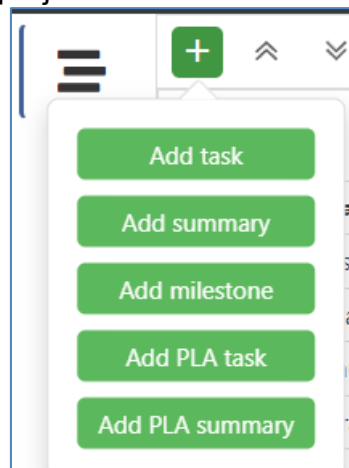 Add task
Add summary
Add milestone
Add PLA task
Add PLA summary